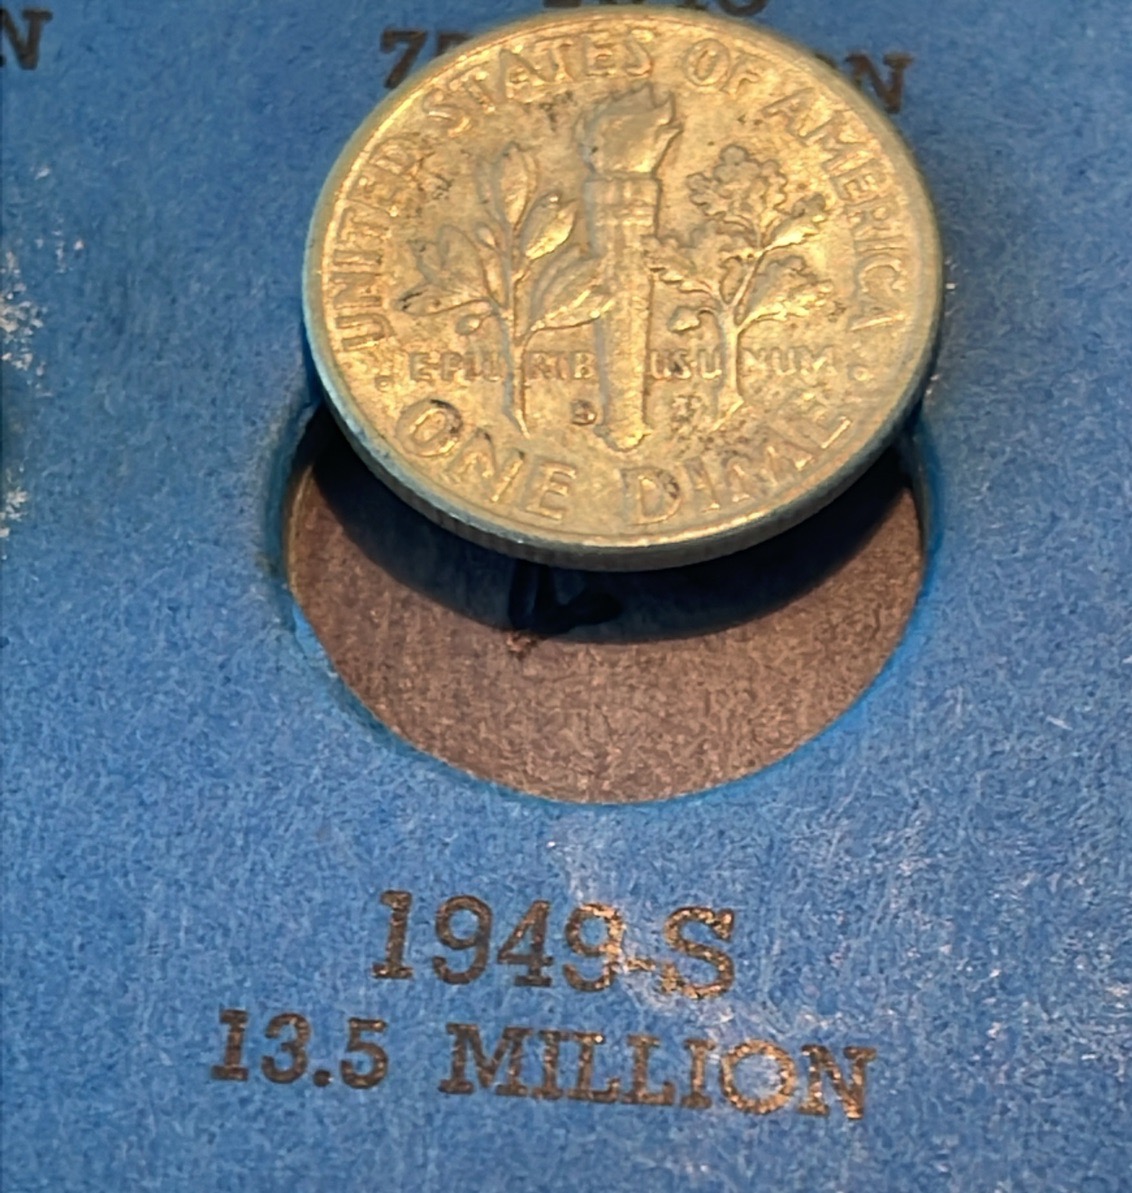 UNITED STATES OF AMERICA
E PLURIBUS UNUM
S
ONE DIME
1949-S
13.5 MILLION